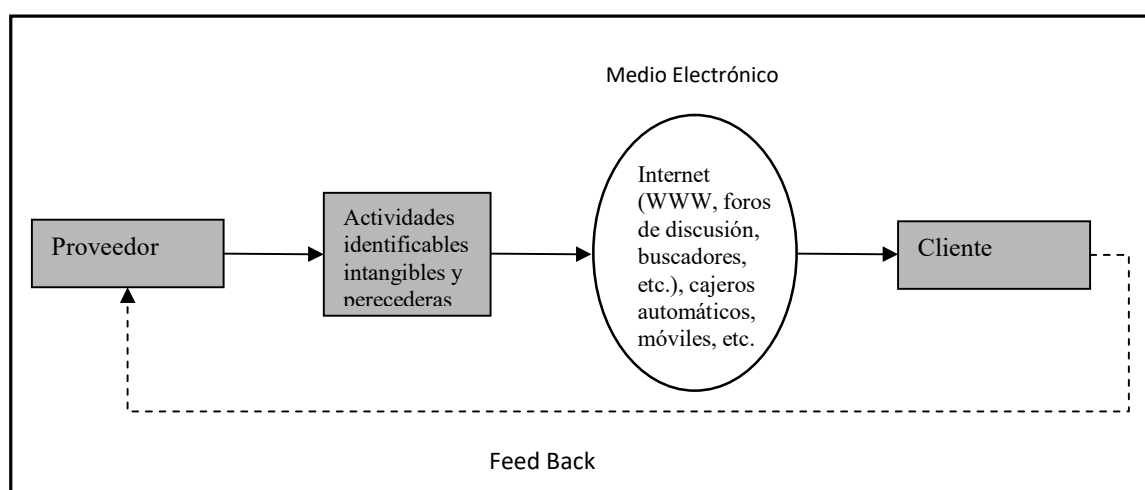 Medio Electrónico
Proveedor
Actividades
identificables
intangibles y
perecederas
Internet
(WWW, foros
de discusión,
buscadores,
etc.), cajeros
automáticos,
móviles, etc.
Cliente
Feed Back